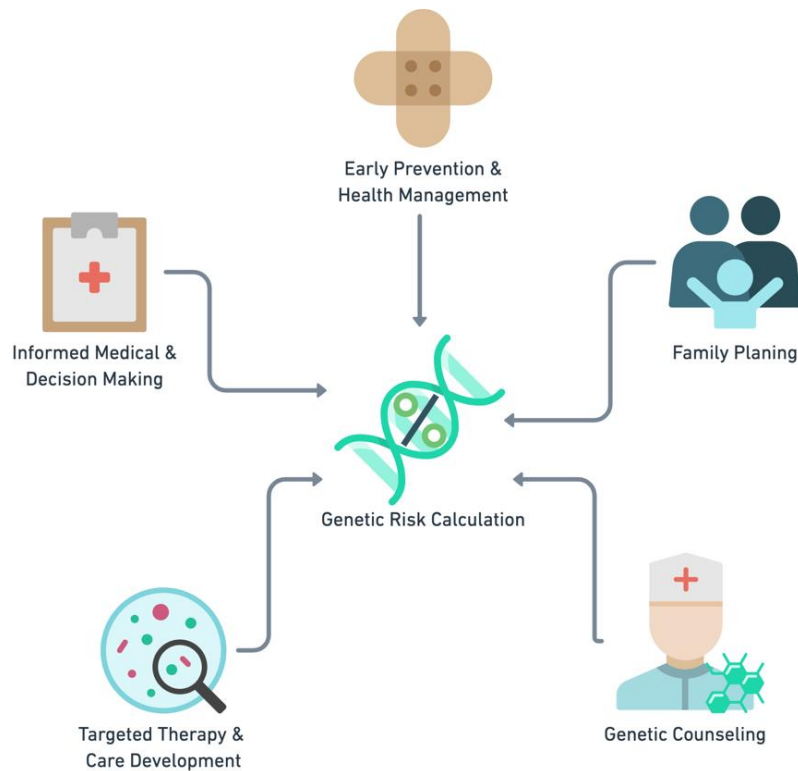 Early Prevention &
Health Management
Informed Medical &
Decision Making
Family Planing
Genetic Risk Calculation
Targeted Therapy &
Care Development
Genetic Counseling